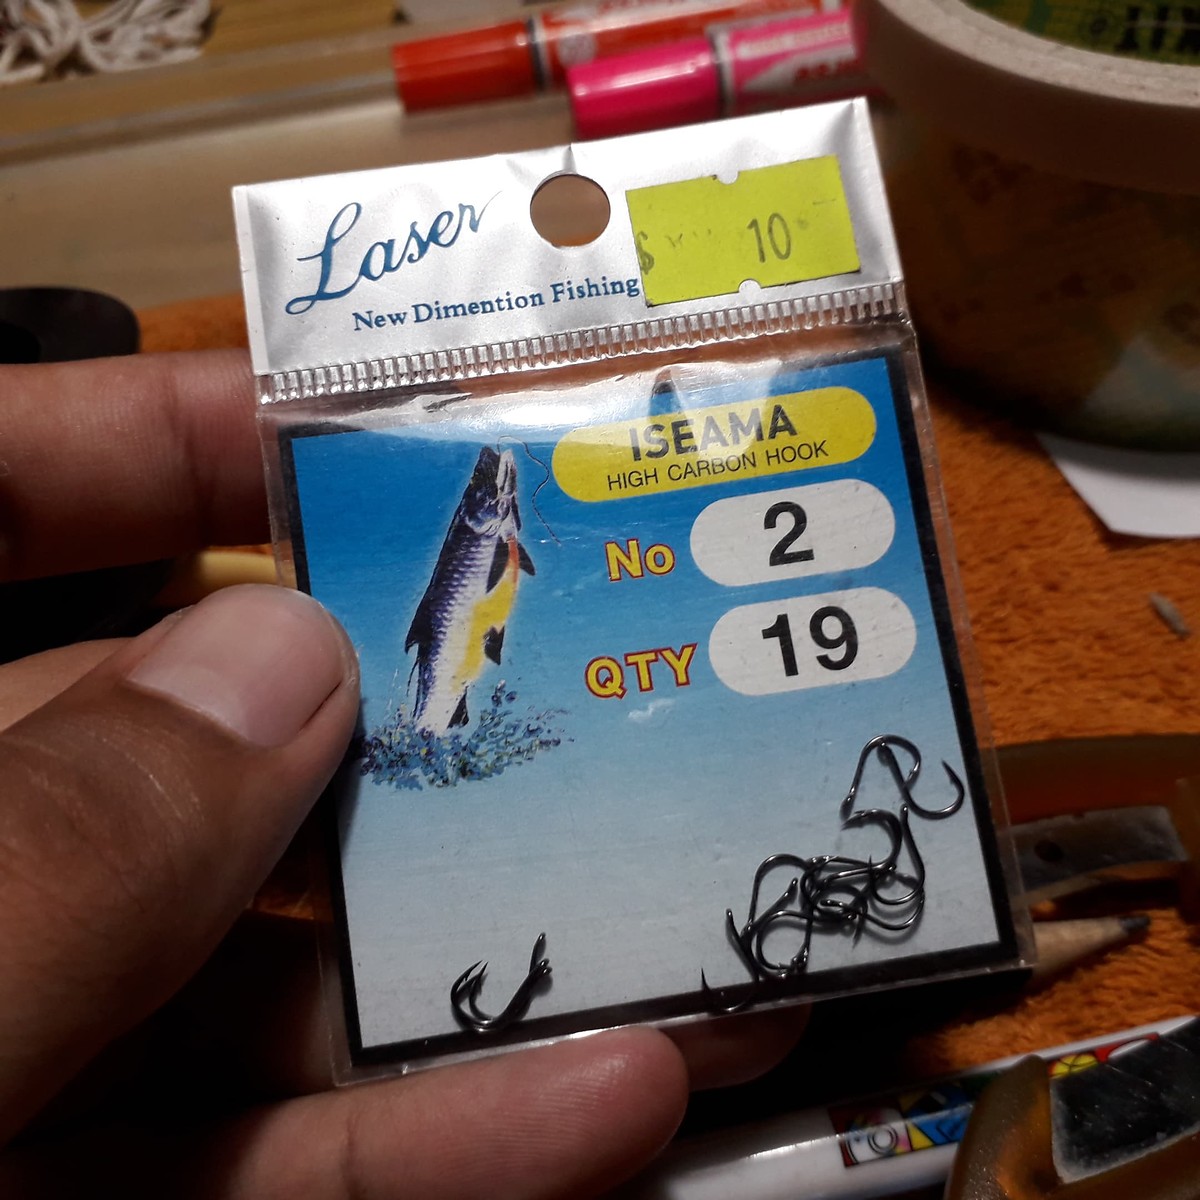 Laser
New Dimention Fishing
$ 10
ISEAMA
HIGH CARBON HOOK
No 2
QTY 19